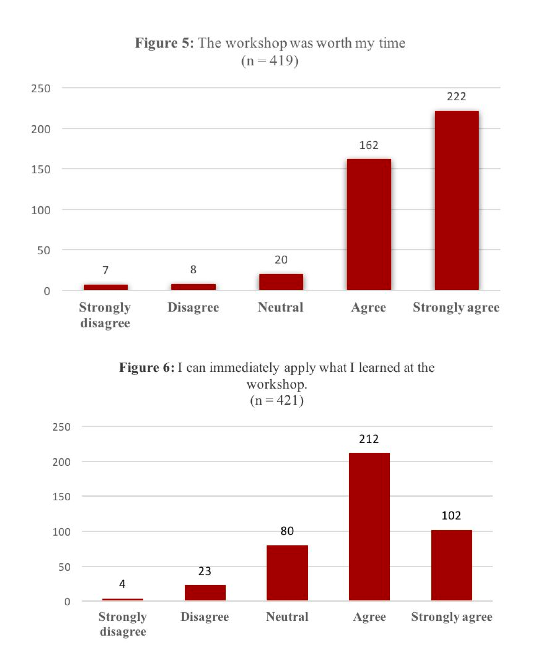 Figure 5: The workshop was worth my time
(n = 419)
250
200
150
100
50
0
7
8
20
162
222
Strongly disagree
Disagree
Neutral
Agree
Strongly agree
Figure 6: I can immediately apply what I learned at the
workshop.
(n = 421)
250
200
150
100
50
0
4
23
80
212
102
Strongly disagree
Disagree
Neutral
Agree
Strongly agree